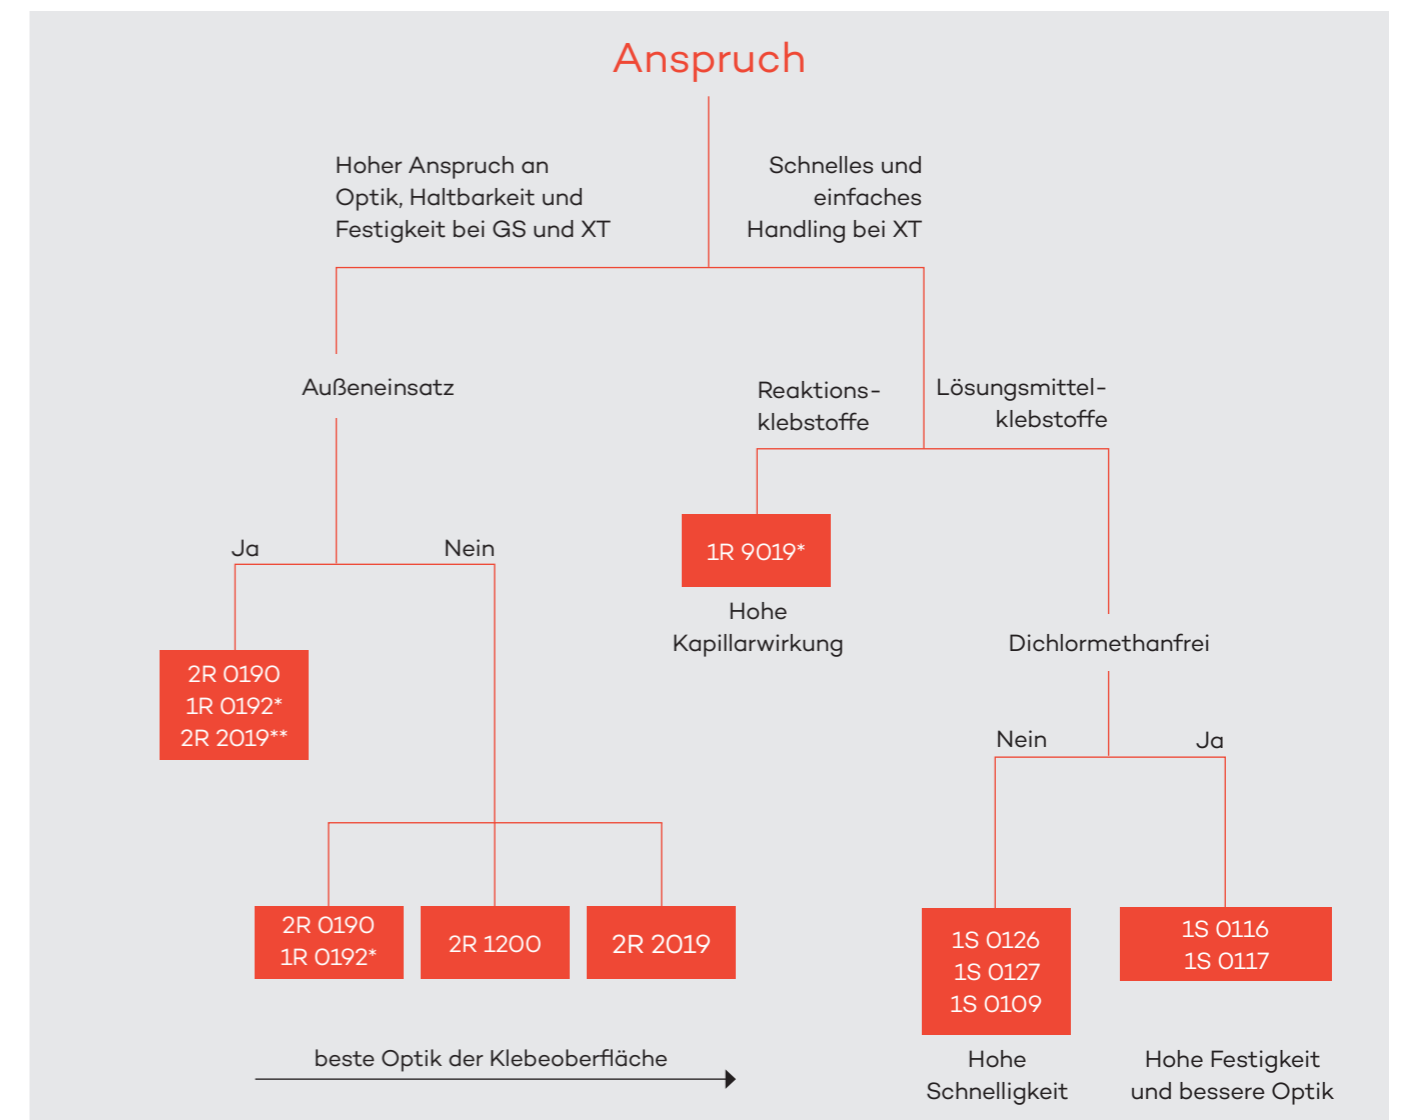 Anspruch
Hoher Anspruch an
Optik, Haltbarkeit und
Festigkeit bei GS und XT
Schnelles und
einfaches
Handling bei XT
Außeneinsatz
Reaktions-
klebstoffe
Lösungsmittel-
klebstoffe
Ja
Nein
1R 9019*
Hohe
Kapillarwirkung
Dichlormethanfrei
2R 0190
1R 0192*
2R 2019**
Nein
Ja
2R 0190
1R 0192*
2R 1200
2R 2019
1S 0126
1S 0127
1S 0109
1S 0116
1S 0117
beste Optik der Klebeoberfläche
Hohe
Schnelligkeit
Hohe Festigkeit
und bessere Optik